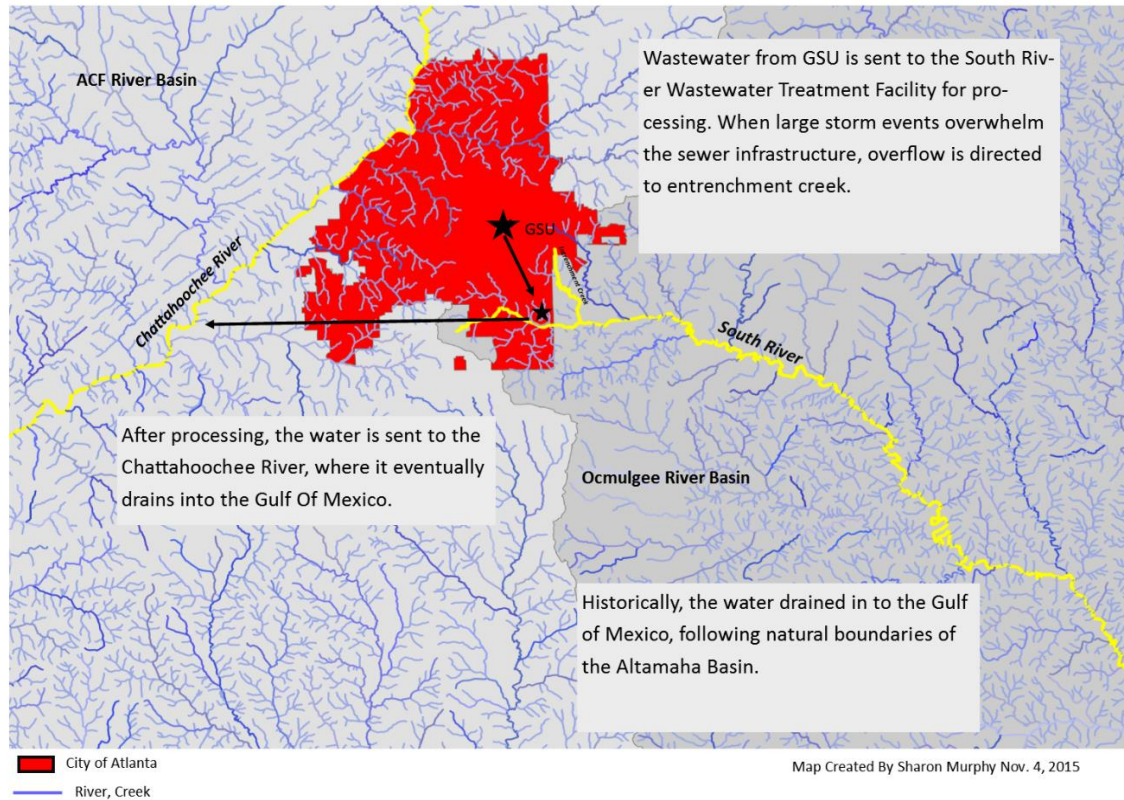 ACF River Basin
Wastewater from GSU is sent to the South Riv-
er Wastewater Treatment Facility for pro-
cessing. When large storm events overwhelm
the sewer infrastructure, overflow is directed
to entrenchment creek.
GSU
Intrenchment Creek
Chattahoochee River
South River
After processing, the water is sent to the
Chattahoochee River, where it eventually
drains into the Gulf Of Mexico.
Ocmulgee River Basin
Historically, the water drained in to the Gulf
of Mexico, following natural boundaries of
the Altamaha Basin.
City of Atlanta
River, Creek
Map Created By Sharon Murphy Nov. 4, 2015